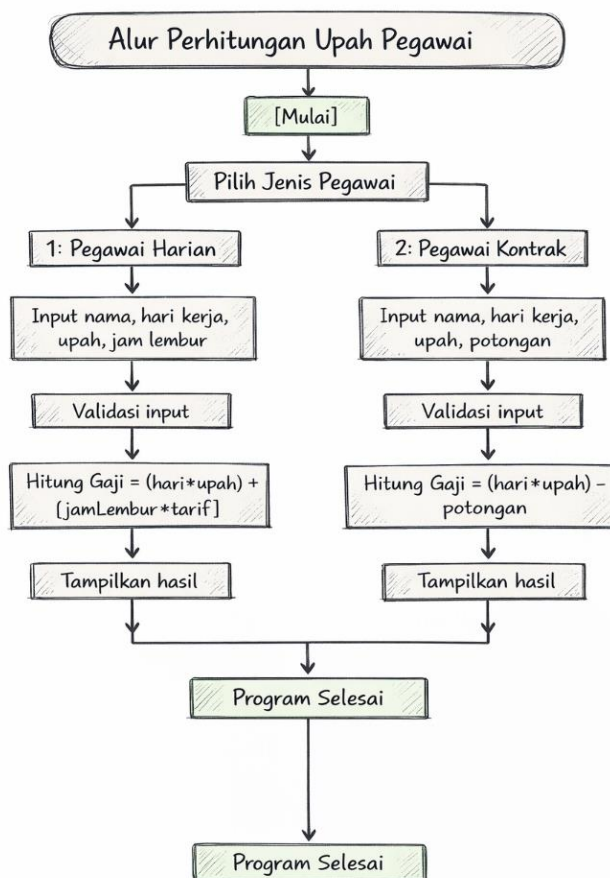 Alur Perhitungan Upah Pegawai
[Mulai]
Pilih Jenis Pegawai
1: Pegawai Harian
2: Pegawai Kontrak
Input nama, hari kerja,
upah, jam lembur
Input nama, hari kerja,
upah, potongan
Validasi input
Validasi input
Hitung Gaji = (hari*upah) +
[jamLembur*tarif]
Hitung Gaji = (hari*upah) –
potongan
Tampilkan hasil
Tampilkan hasil
Program Selesai
Program Selesai